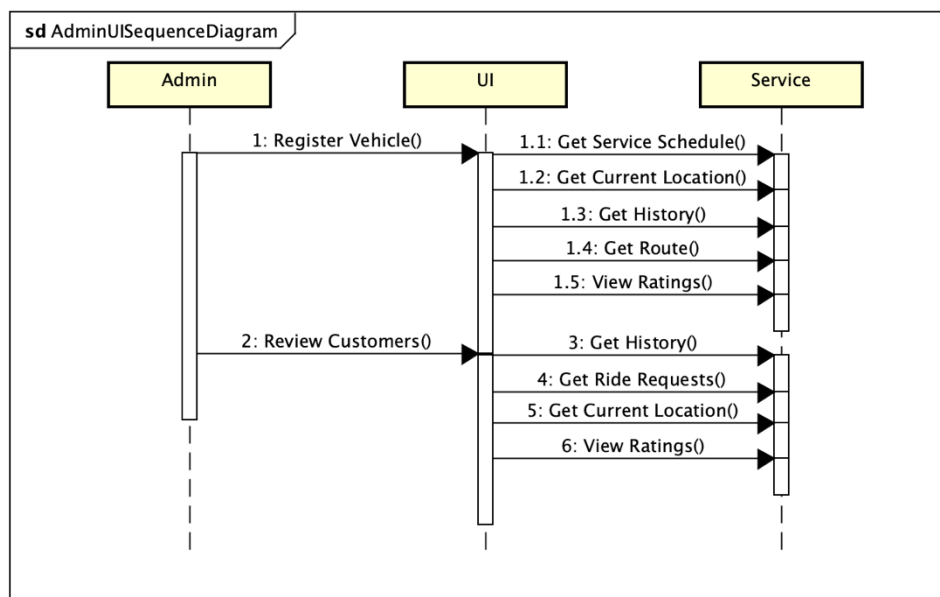 sd AdminUISequenceDiagram
Admin
UI
Service
1: Register Vehicle()
1.1: Get Service Schedule()
1.2: Get Current Location()
1.3: Get History()
1.4: Get Route()
1.5: View Ratings()
2: Review Customers()
3: Get History()
4: Get Ride Requests()
5: Get Current Location()
6: View Ratings()